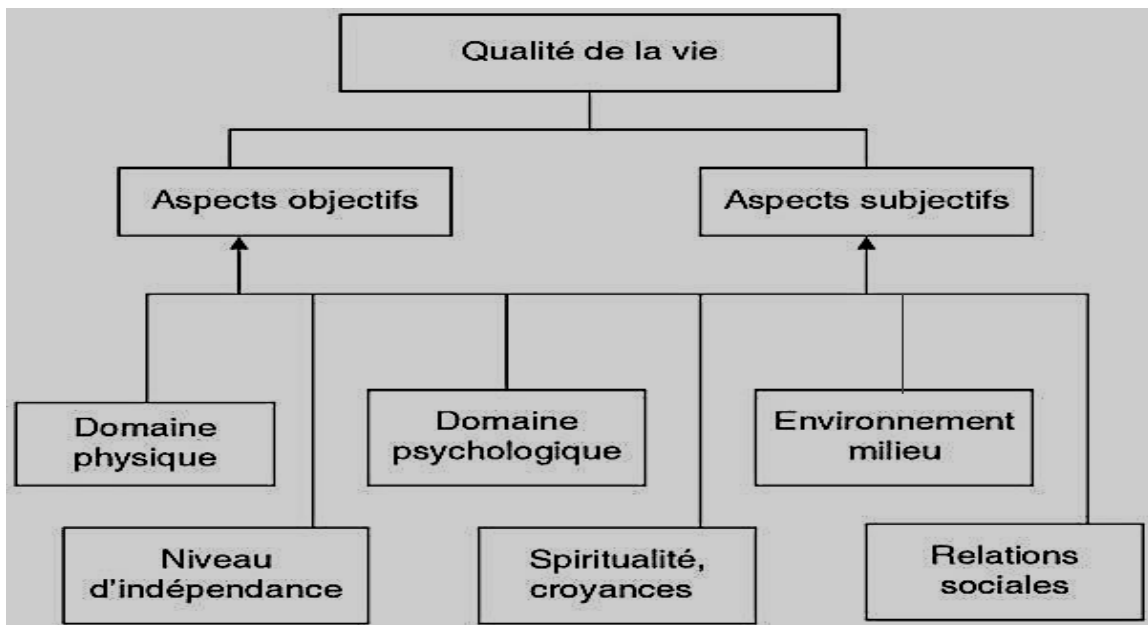 Qualité de la vie
Aspects objectifs
Aspects subjectifs
Domaine
physique
Domaine
psychologique
Environnement
milieu
Niveau
d'indépendance
Spiritualité,
croyances
Relations
sociales